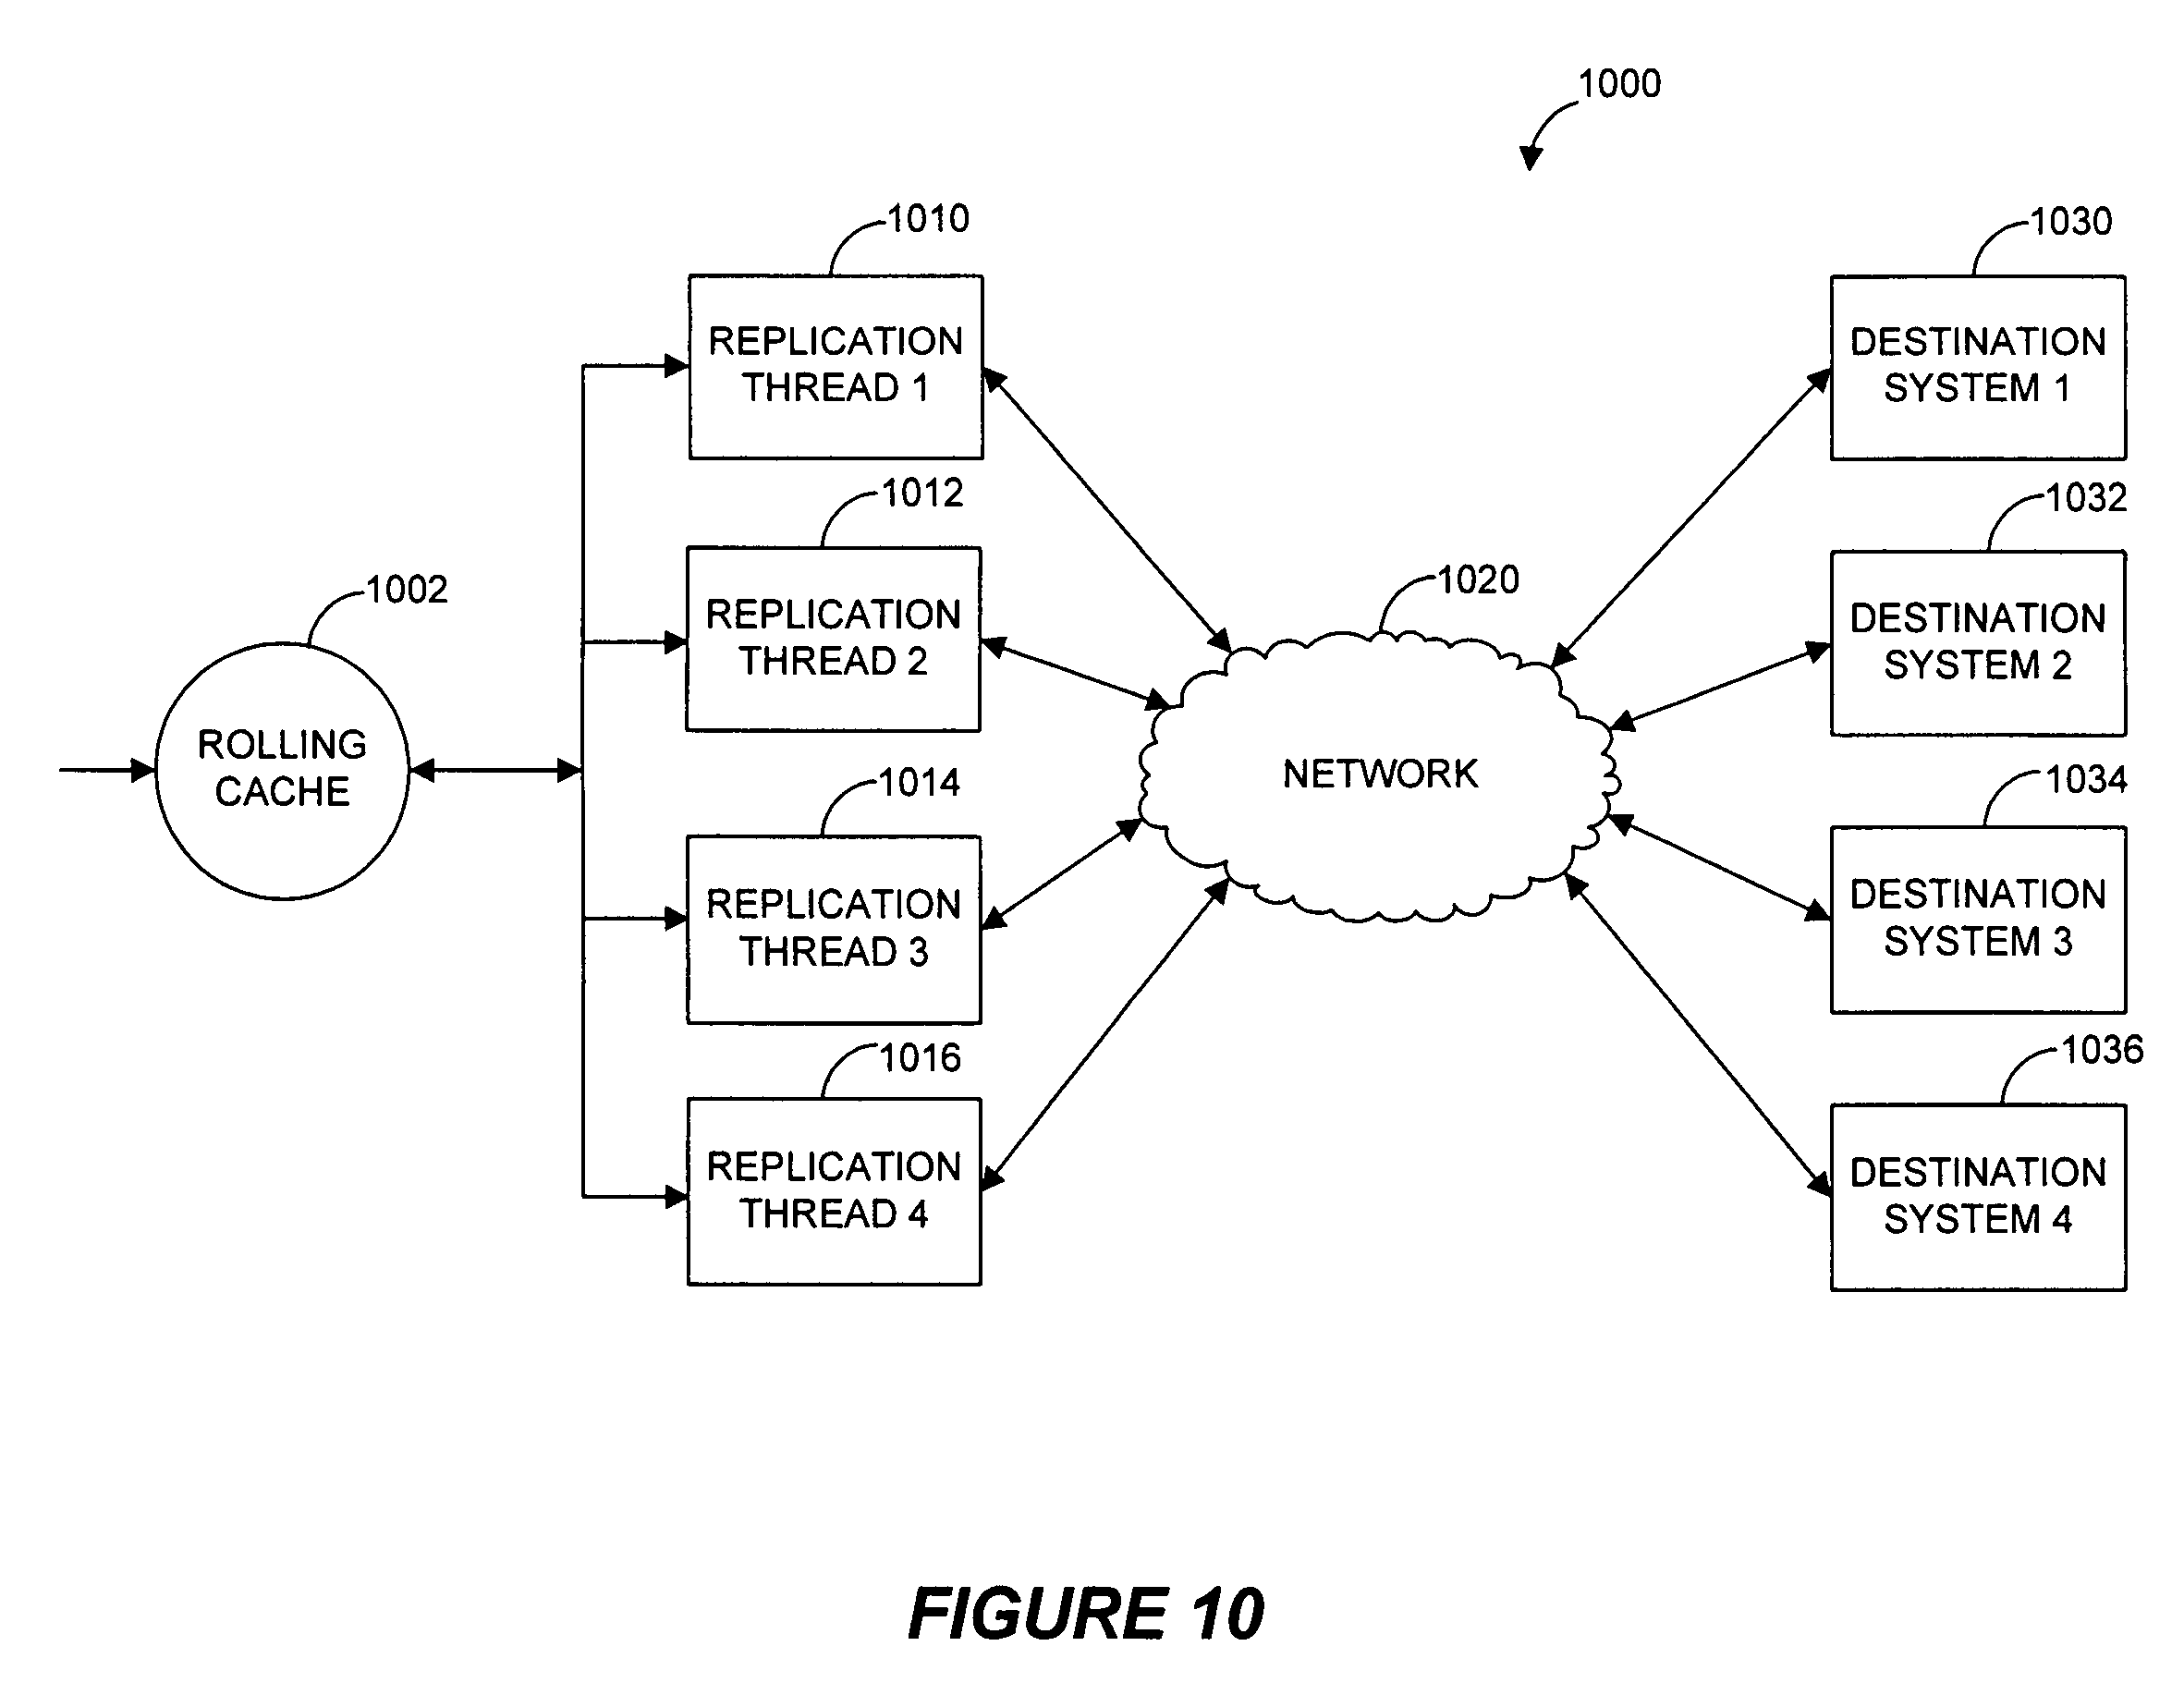 1000
1010
REPLICATION
THREAD 1
1030
DESTINATION
SYSTEM 1
1012
REPLICATION
THREAD 2
1032
DESTINATION
SYSTEM 2
1002
ROLLING
CACHE
1020
NETWORK
1014
REPLICATION
THREAD 3
1034
DESTINATION
SYSTEM 3
1016
REPLICATION
THREAD 4
1036
DESTINATION
SYSTEM 4
FIGURE 10